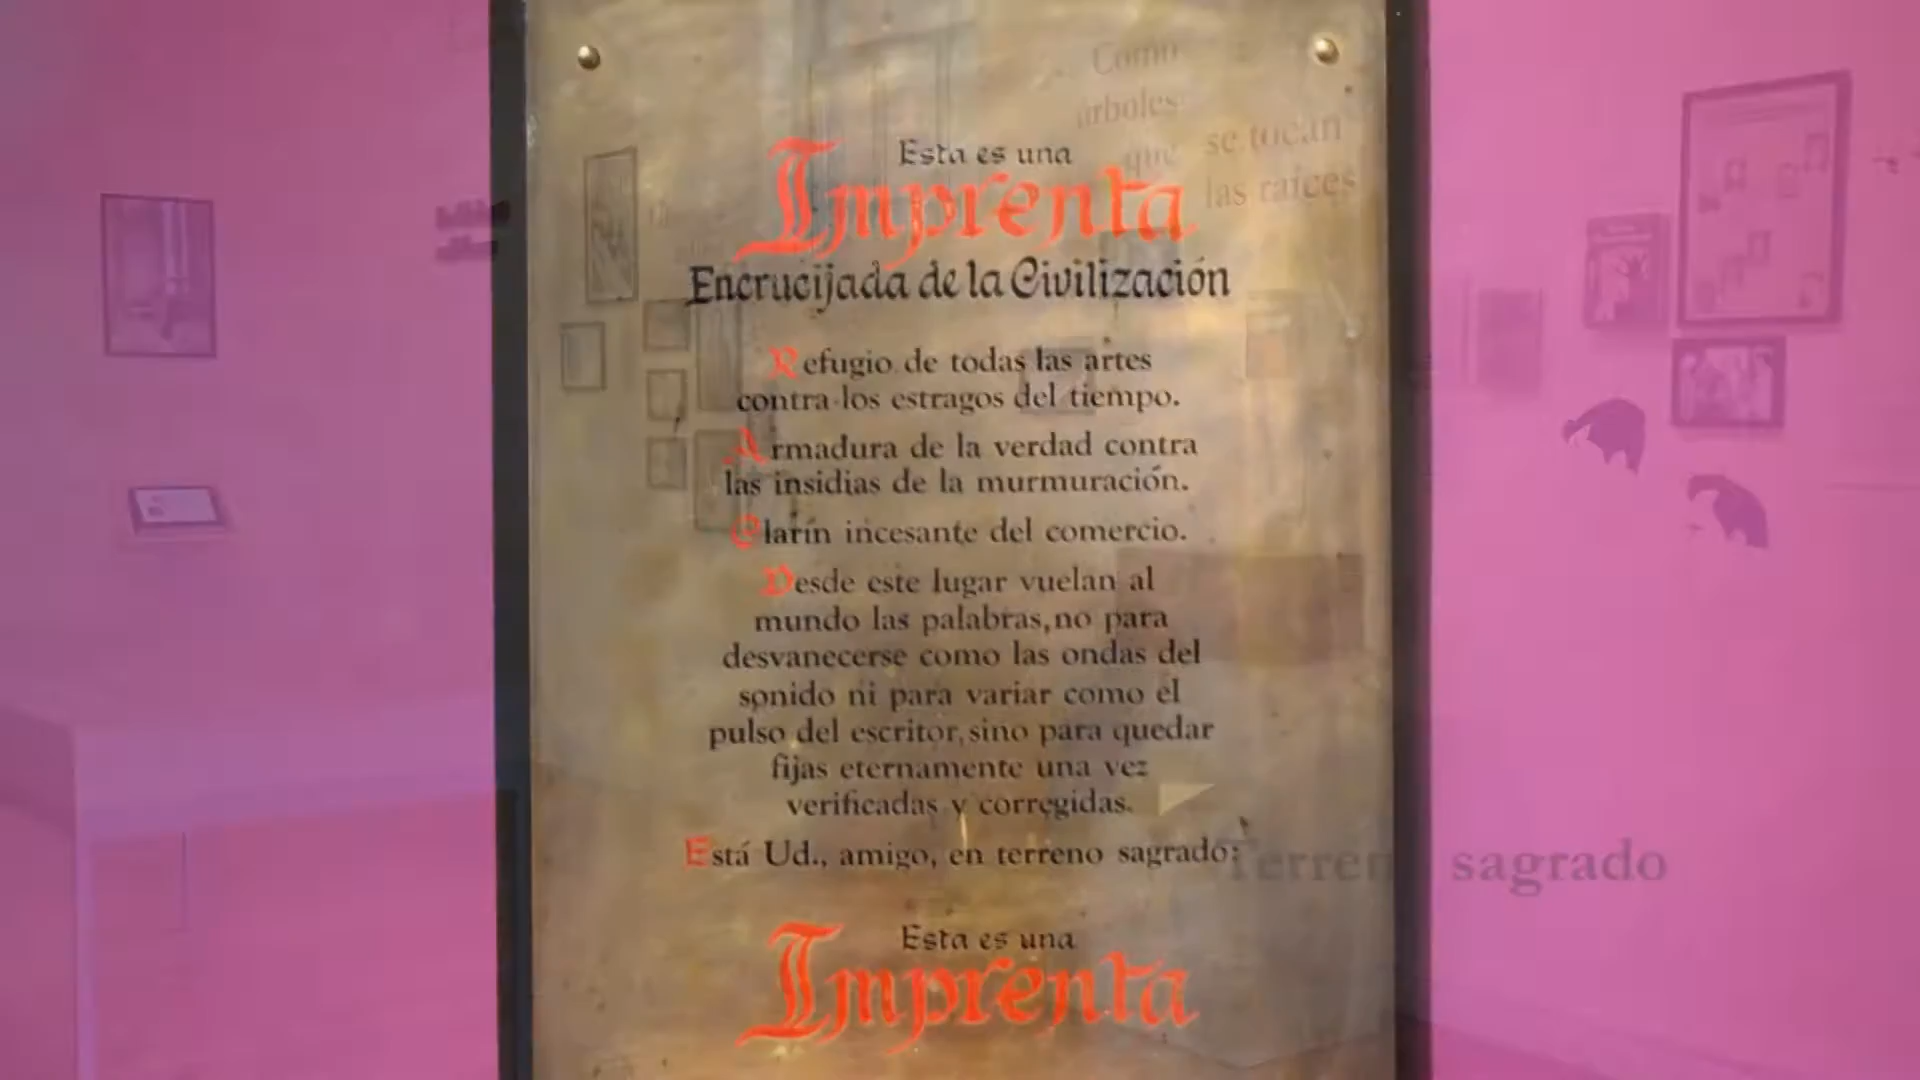 Como
árboles
que
se tocan
las raíces
Esta es una
Imprenta
Encrucijada de la Civilización
Refugio de todas las artes
contra los estragos del tiempo.
Armadura de la verdad contra
las insidias de la murmuración.
Clarín incesante del comercio.
Desde este lugar vuelan al
mundo las palabras, no para
desvanecerse como las ondas del
sonido ni para variar como el
pulso del escritor, sino para quedar
fijas eternamente una vez
verificadas y corregidas.
Está Ud., amigo, en terreno sagrado:
Terreno sagrado
Esta es una
Imprenta